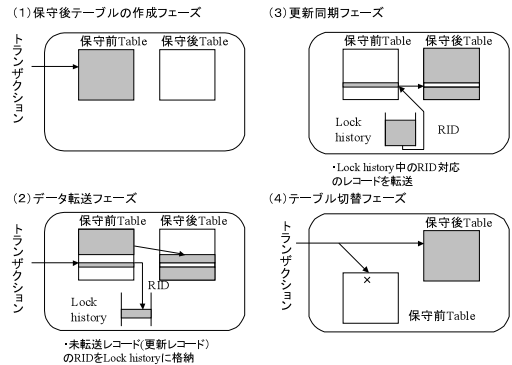 (1)保守後テーブルの作成フェーズ
トランザクション
保守前Table
保守後Table
(2)データ転送フェーズ
トランザクション
保守前Table
保守後Table
RID
Lock
history
・未転送レコード(更新レコード)
のRIDをLock historyに格納
(3)更新同期フェーズ
保守前Table
保守後Table
Lock
history
RID
・Lock history中のRID対応
のレコードを転送
(4)テーブル切替フェーズ
トランザクション
保守後Table
×
保守前Table